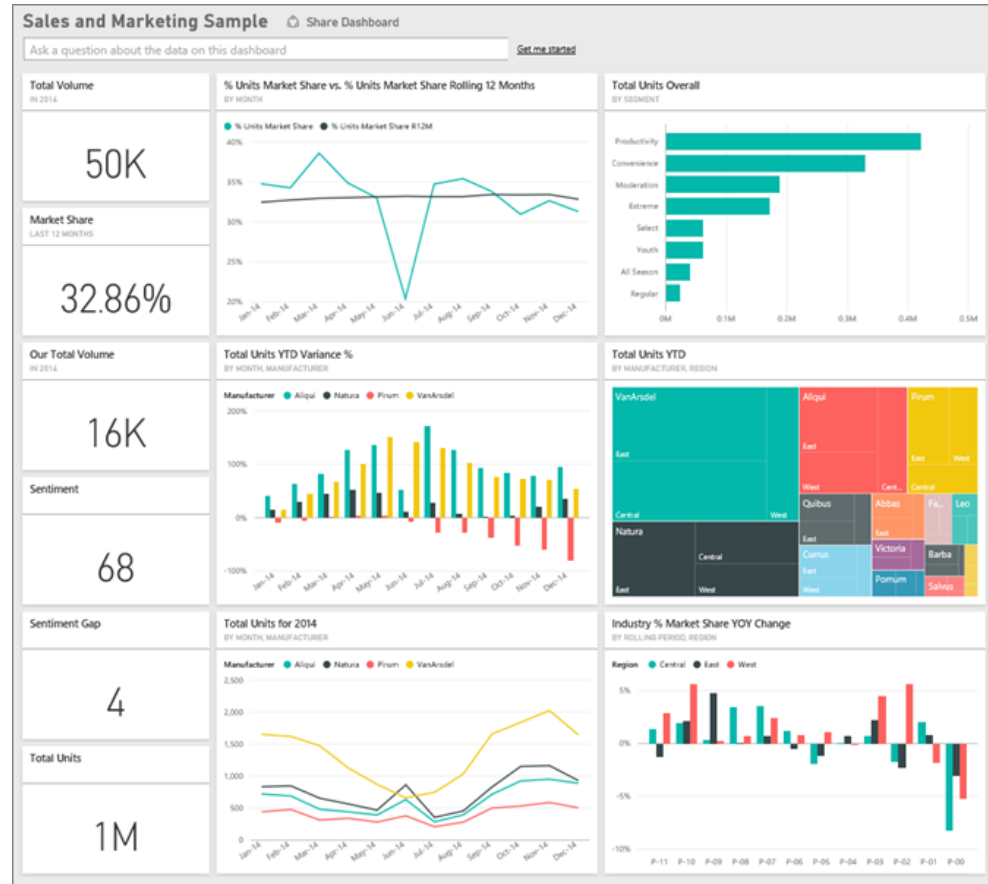 Sales and Marketing Sample Share Dashboard
Ask a question about the data on this dashboard Get me started
Total Volume
IN 2014
50K
Market Share
LAST 12 MONTHS
32.86%
Our Total Volume
IN 2014
16K
Sentiment
68
Sentiment Gap
4
Total Units
1M
% Units Market Share vs. % Units Market Share Rolling 12 Months
BY MONTH
% Units Market Share % Units Market Share R12M
40%
35%
30%
25%
20%
Jan-14 Feb-14 Mar-14 Apr-14 May-14 Jun-14 Jul-14 Aug-14 Sep-14 Oct-14 Nov-14 Dec-14
Total Units Overall
BY SEGMENT
Productivity
Convenience
Moderation
Extreme
Select
Youth
All Season
Regular
0M 0.1M 0.2M 0.3M 0.4M 0.5M
Total Units YTD Variance %
BY MONTH, MANUFACTURER
Manufacturer Aliqui Natura Pirum VanArsdel
200%
100%
0%
-100%
Jan-14 Feb-14 Mar-14 Apr-14 May-14 Jun-14 Jul-14 Aug-14 Sep-14 Oct-14 Nov-14 Dec-14
Total Units YTD
BY MANUFACTURER, REGION
VanArsdel
East
Central West
Natura
Central
East West
Aliqui
East
West Cent...
Pirum
East West
Central
Quibus
East
Currus
East
West
Abbas
East
Fa... Leo
Victoria
Barba
Pomum
Salvus
Total Units for 2014
BY MONTH, MANUFACTURER
Manufacturer Aliqui Natura Pirum VanArsdel
2,500
2,000
1,500
1,000
500
0
Jan-14 Feb-14 Mar-14 Apr-14 May-14 Jun-14 Jul-14 Aug-14 Sep-14 Oct-14 Nov-14 Dec-14
Industry % Market Share YOY Change
BY ROLLING PERIOD, REGION
Region Central East West
5%
0%
-5%
-10%
P-11 P-10 P-09 P-08 P-07 P-06 P-05 P-04 P-03 P-02 P-01 P-00